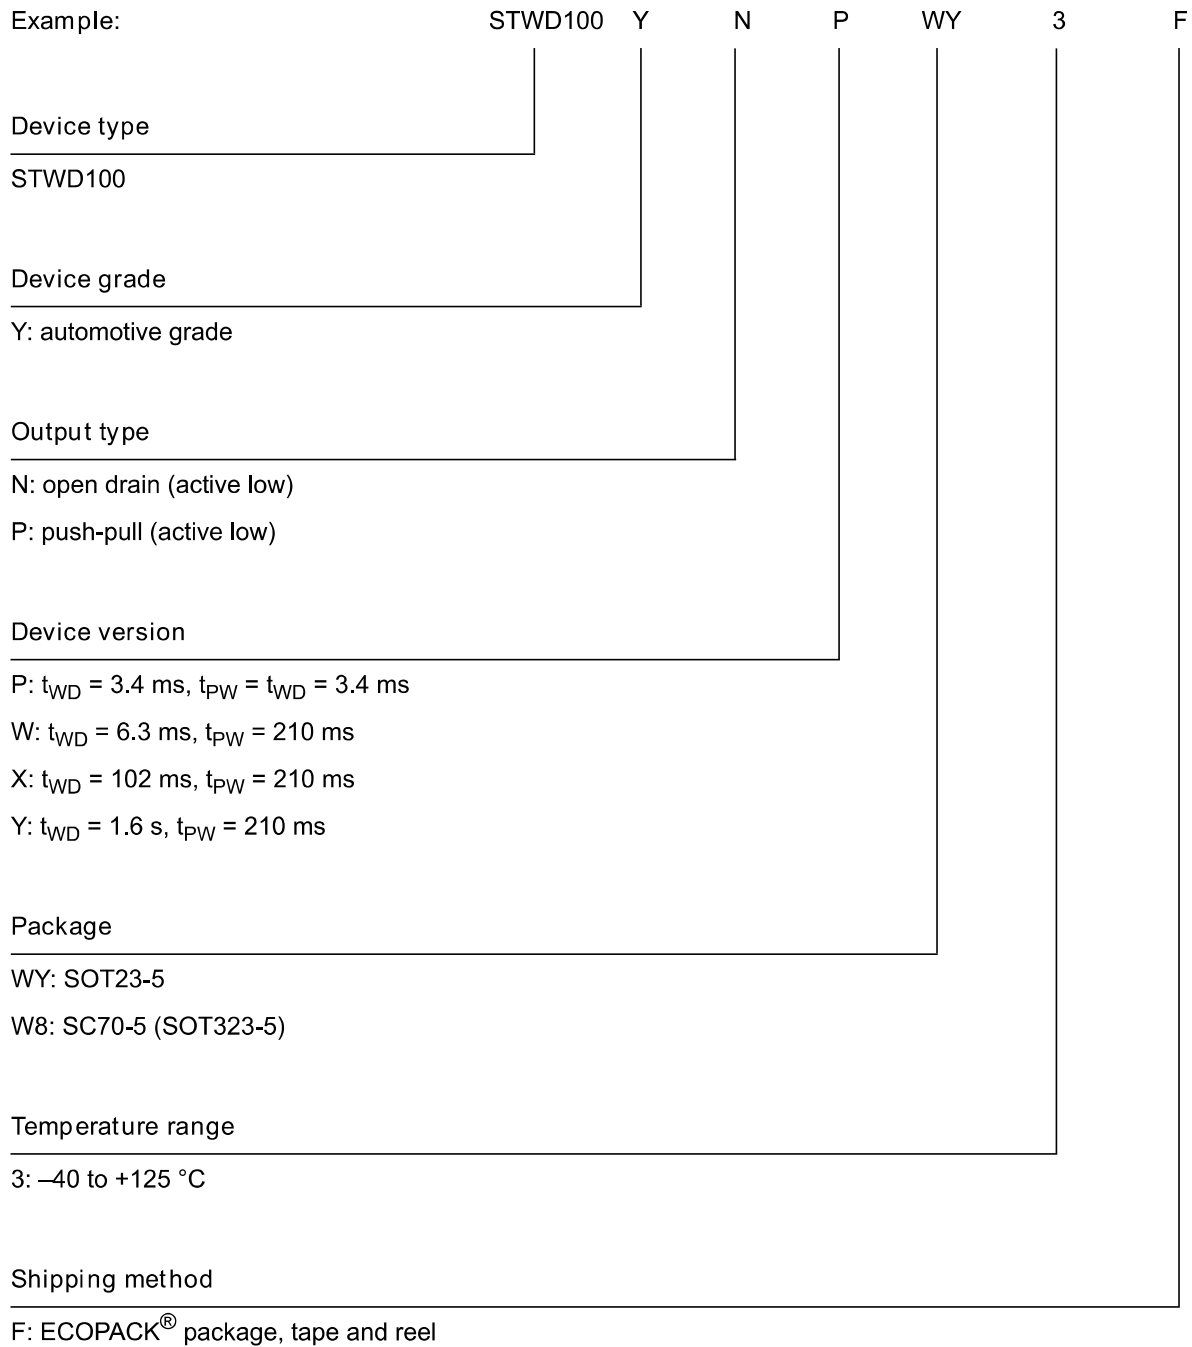 Example: STWD100 Y N P WY 3 F
Device type
STWD100
Device grade
Y: automotive grade
Output type
N: open drain (active low)
P: push-pull (active low)
Device version
P: tWD = 3.4 ms, tPW = tWD = 3.4 ms
W: tWD = 6.3 ms, tPW = 210 ms
X: tWD = 102 ms, tPW = 210 ms
Y: tWD = 1.6 s, tPW = 210 ms
Package
WY: SOT23-5
W8: SC70-5 (SOT323-5)
Temperature range
3: –40 to +125 °C
Shipping method
F: ECOPACK® package, tape and reel